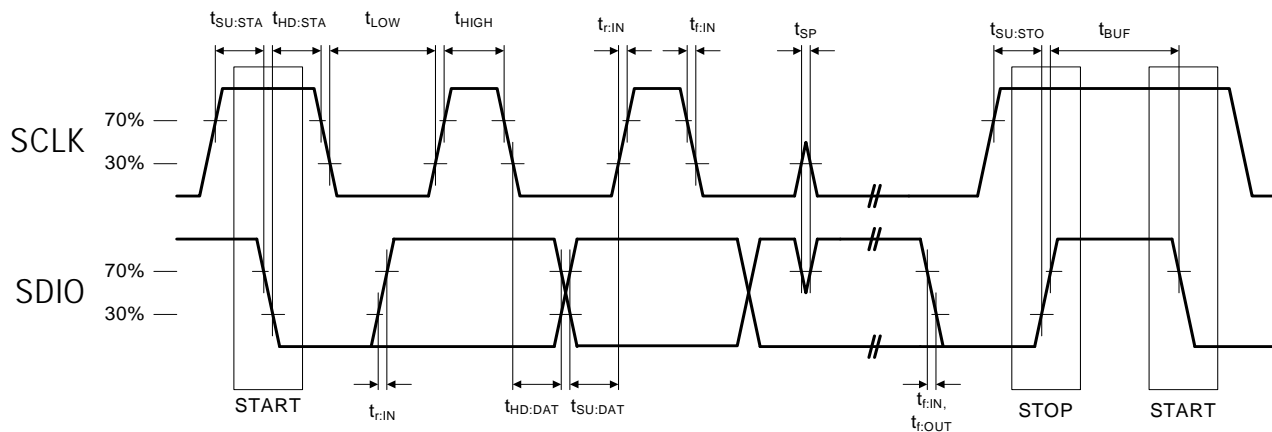 tSU:STA tHD:STA tLOW tHIGH tr:IN tf:IN tSP tSU:STO tBUF
SCLK
70%
30%
SDIO
70%
30%
START
tr:IN
tHD:DAT
tSU:DAT
tf:IN,
tf:OUT
STOP
START